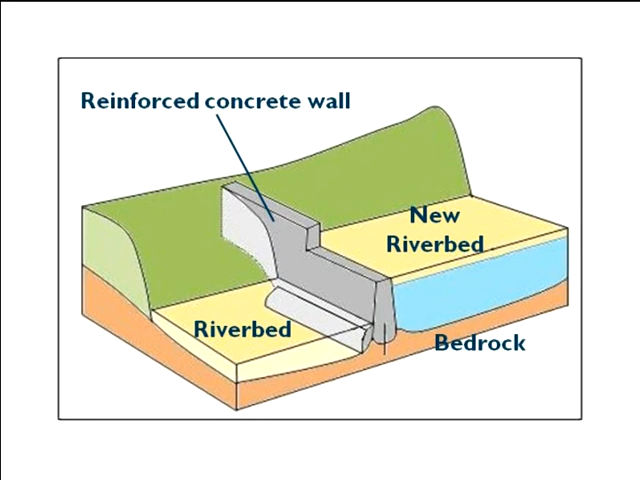 Reinforced concrete wall
New
Riverbed
Riverbed
Bedrock